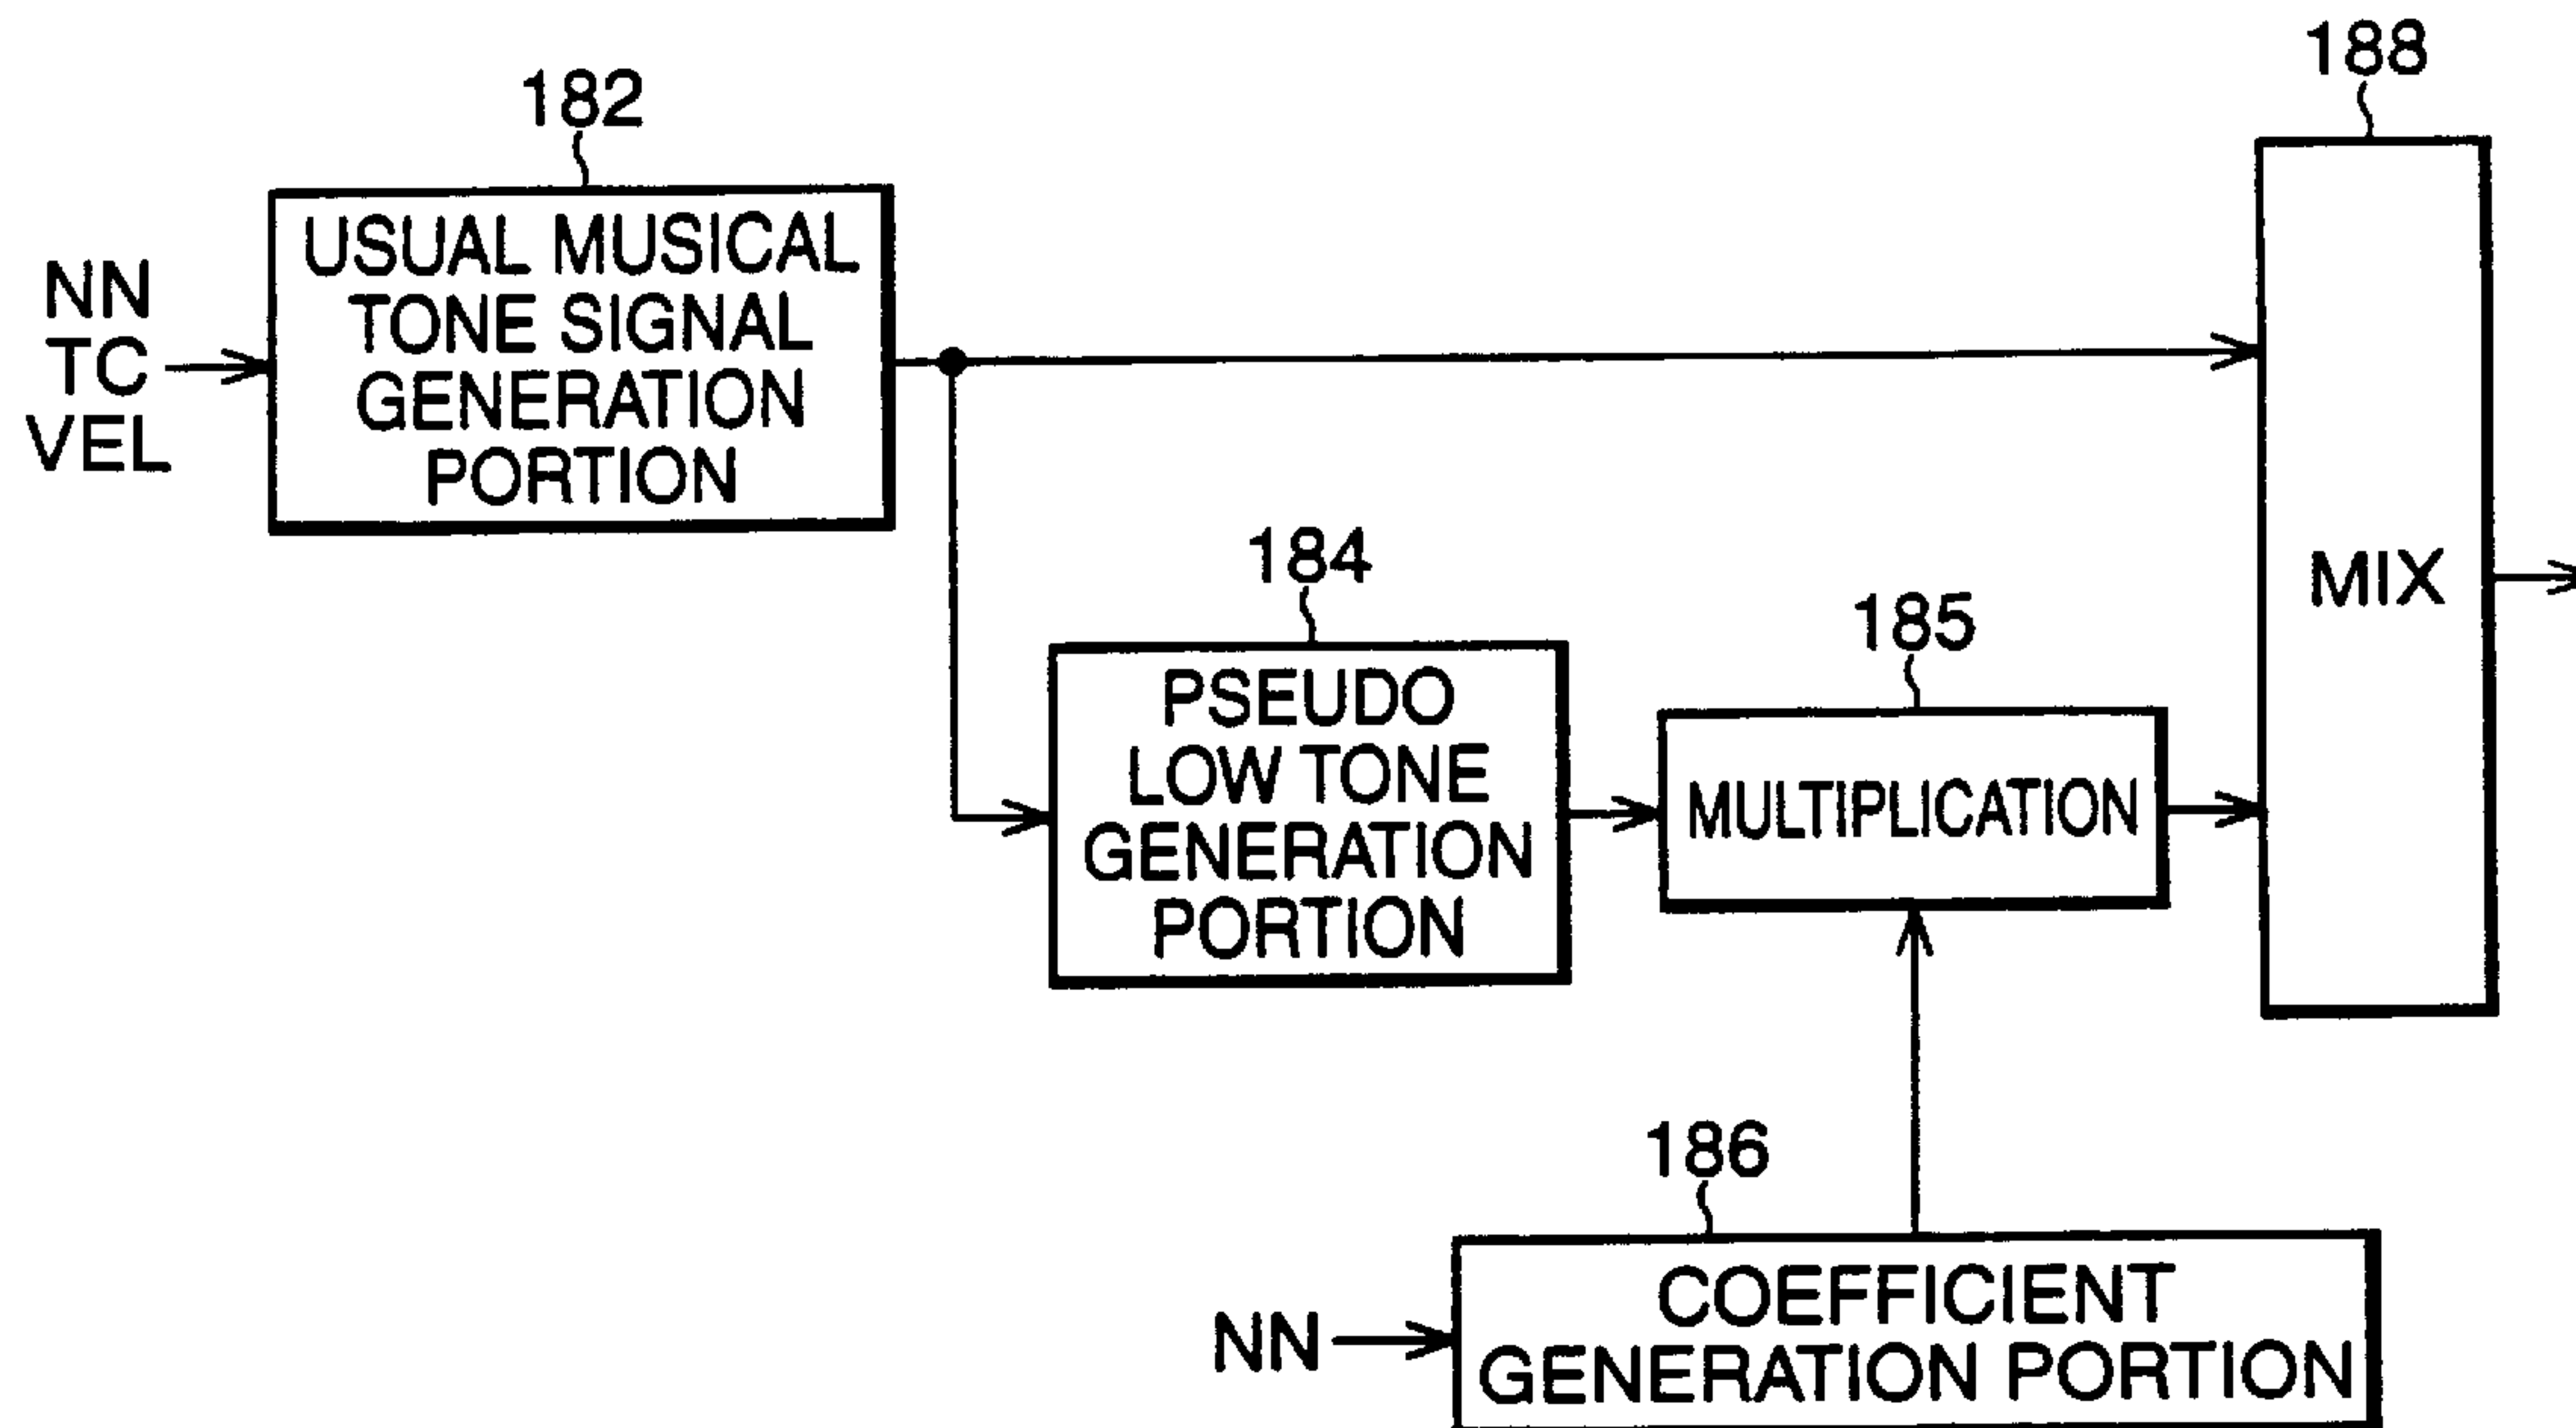 188
182
USUAL MUSICAL
TONE SIGNAL
GENERATION
PORTION
NN
TC
VEL
184
PSEUDO
LOW TONE
GENERATION
PORTION
185
MULTIPLICATION
MIX
186
NN
COEFFICIENT
GENERATION PORTION